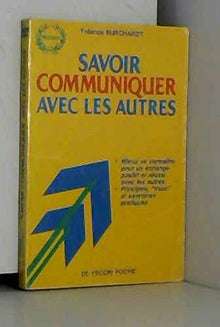 Yolande BURCHARDT
SAVOIR
COMMUNIQUER
AVEC LES AUTRES
• Mieux se connaître
pour un échange
positif et réussi
avec les autres
• Principes, "trucs"
et exercices
pratiques
DE VECCHI POCHE